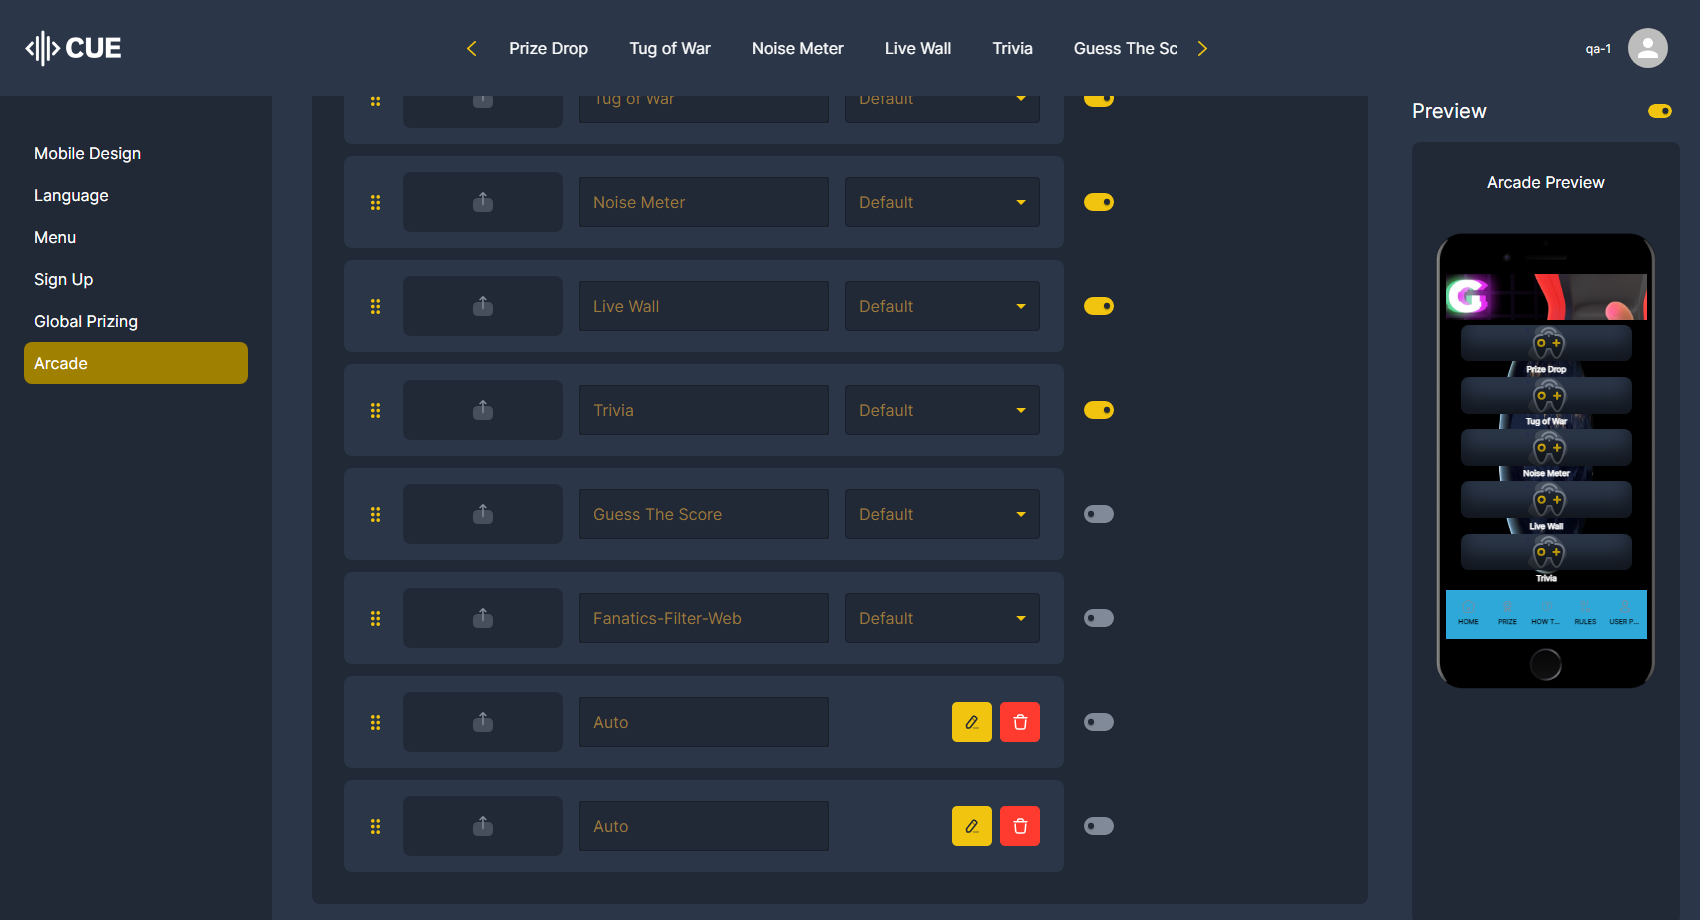 CUE
Prize Drop
Tug of War
Noise Meter
Live Wall
Trivia
Guess The Sc
qa-1
Mobile Design
Language
Menu
Sign Up
Global Prizing
Arcade
Tug of War
Default
Noise Meter
Default
Live Wall
Default
Trivia
Default
Guess The Score
Default
Fanatics-Filter-Web
Default
Auto
Auto
Preview
Arcade Preview
G
Prize Drop
Tug of War
Noise Meter
Live Wall
Trivia
HOME
PRIZE
HOW T...
RULES
USER P...